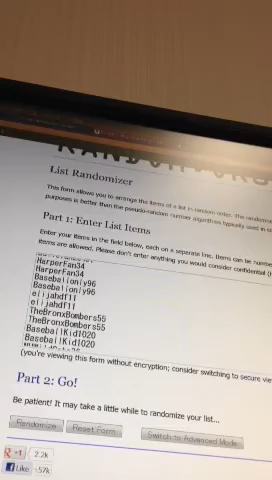 RANDOM.ORG
List Randomizer
This form allows you to arrange the items of a list in random order. The randomness
purposes is better than the pseudo-random number algorithms typically used in
Part 1: Enter List Items
Enter your items in the field below, each on a separate line. Items can be
items are allowed. Please don't enter anything you would consider confidential
HarperFan34
HarperFan34
Baseballonly96
Baseballonly96
elijahdf11
elijahdf11
TheBronxBombers55
TheBronxBombers55
BaseballKid1020
BaseballKid1020
(you're viewing this form without encryption; consider switching to secure
Part 2: Go!
Be patient! It may take a little while to randomize your list...
Randomize Reset Form Switch to Advanced Mode
+1 2.2k
Like 57k